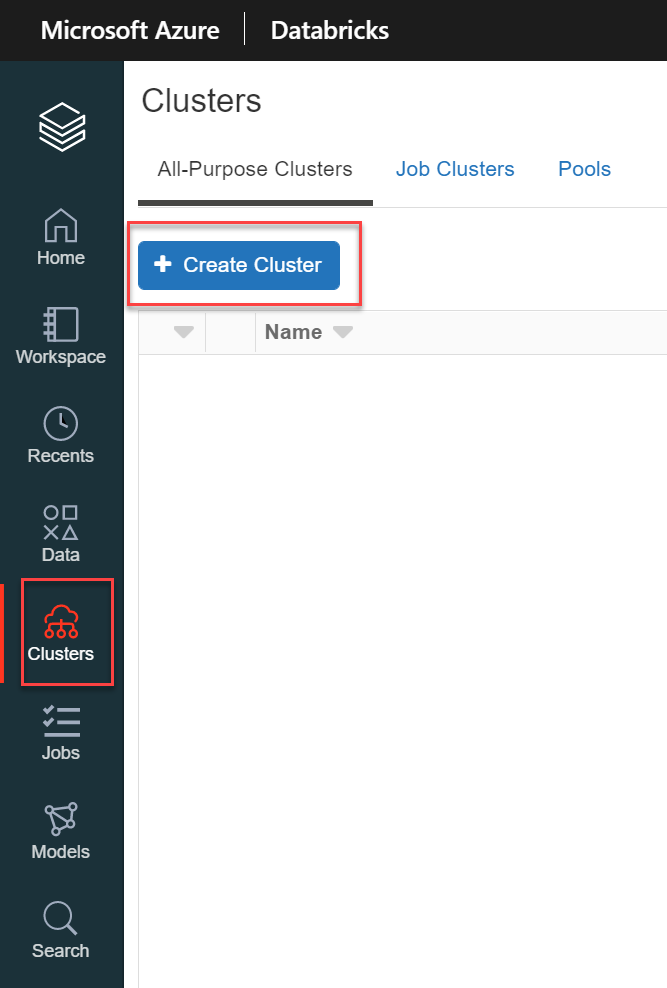 Microsoft Azure | Databricks
Clusters
All-Purpose Clusters Job Clusters Pools
+ Create Cluster
Name
Home
Workspace
Recents
Data
Clusters
Jobs
Models
Search